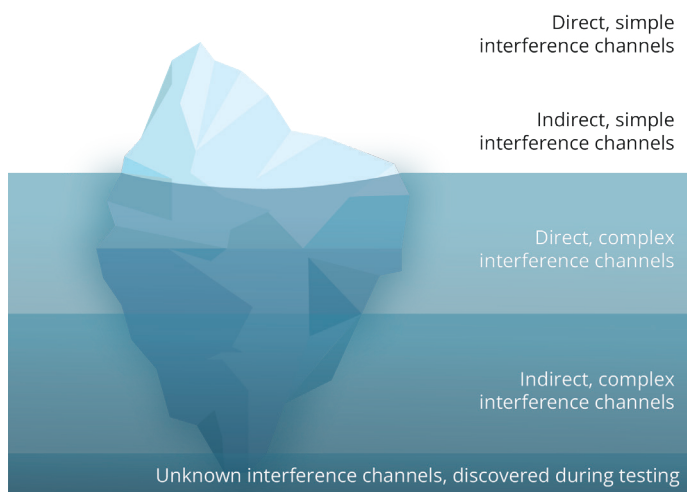 Direct, simple
interference channels
Indirect, simple
interference channels
Direct, complex
interference channels
Indirect, complex
interference channels
Unknown interference channels, discovered during testing